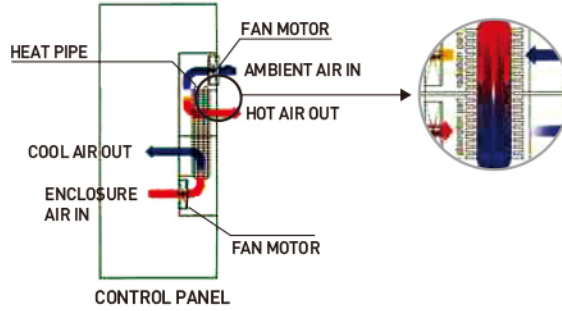 FAN MOTOR
HEAT PIPE
AMBIENT AIR IN
HOT AIR OUT
COOL AIR OUT
ENCLOSURE
AIR IN
FAN MOTOR
CONTROL PANEL